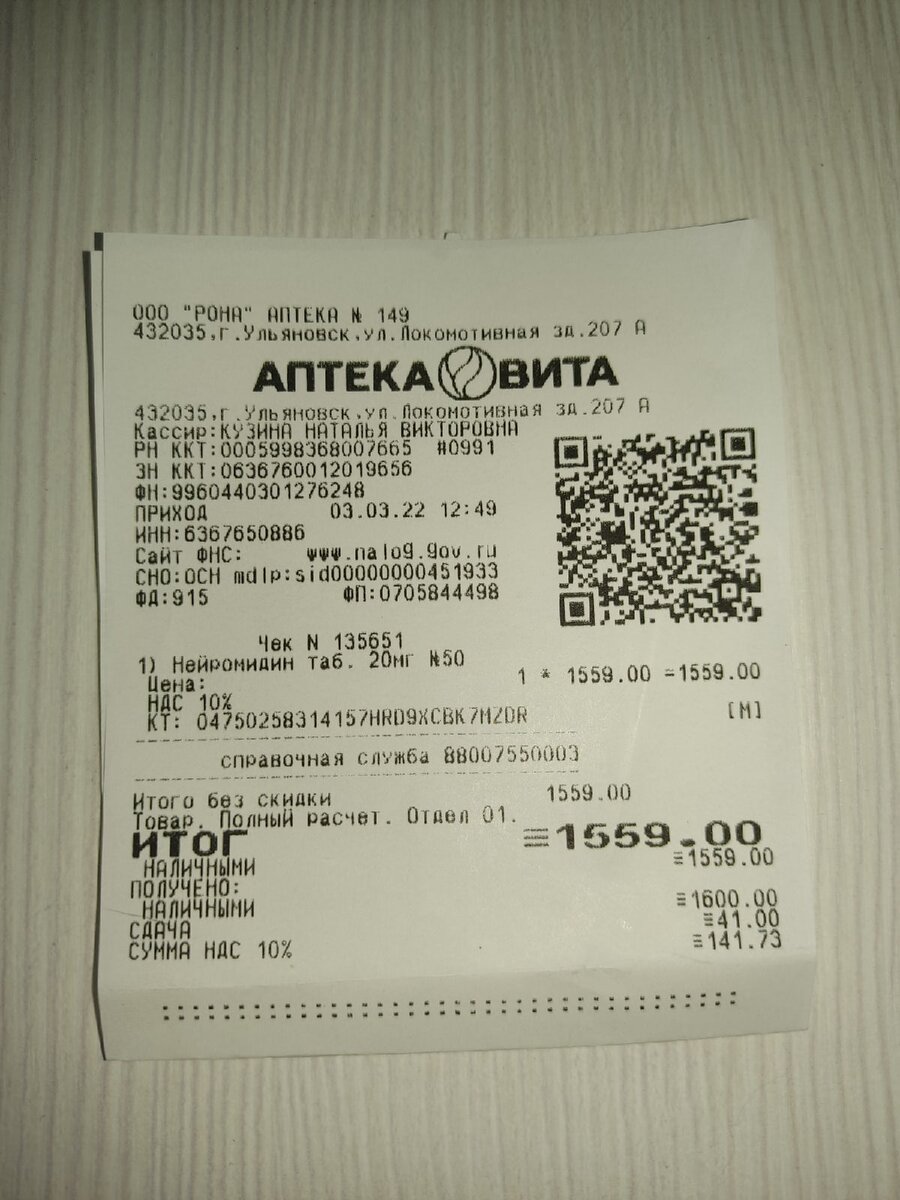 ООО "РОНА" АПТЕКА № 149
432035,г.Ульяновск,ул.Локомотивная зд.207 А
АПТЕКА ВИТА
432035,г.Ульяновск,ул.Локомотивная зд.207 А
Кассир:КУЗИНА НАТАЛЬЯ ВИКТОРОВНА
РН ККТ:0005998368007665 #0991
ЗН ККТ:0636760012019656
ФН:9960440301276248
ПРИХОД 03.03.22 12:49
ИНН:6367650886
Сайт ФНС: www.nalog.gov.ru
СНО:ОСН mdlp:sid00000000451933
ФД:915 ФП:0705844498
Чек N 135651
1) Нейромидин таб. 20мг №50
Цена: 1 * 1559.00 =1559.00
НДС 10%
КТ: 04750258314157HRD9XCBK7MZDR [М]
справочная служба 88007550003
Итого без скидки 1559.00
Товар. Полный расчет. Отдел 01.
ИТОГ ≡1559.00
НАЛИЧНЫМИ ≡1559.00
ПОЛУЧЕНО:
НАЛИЧНЫМИ ≡1600.00
СДАЧА ≡41.00
СУММА НДС 10% ≡141.73